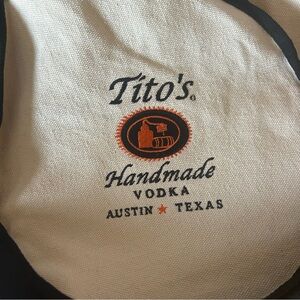 Tito's®
Handmade
VODKA
AUSTIN ★ TEXAS